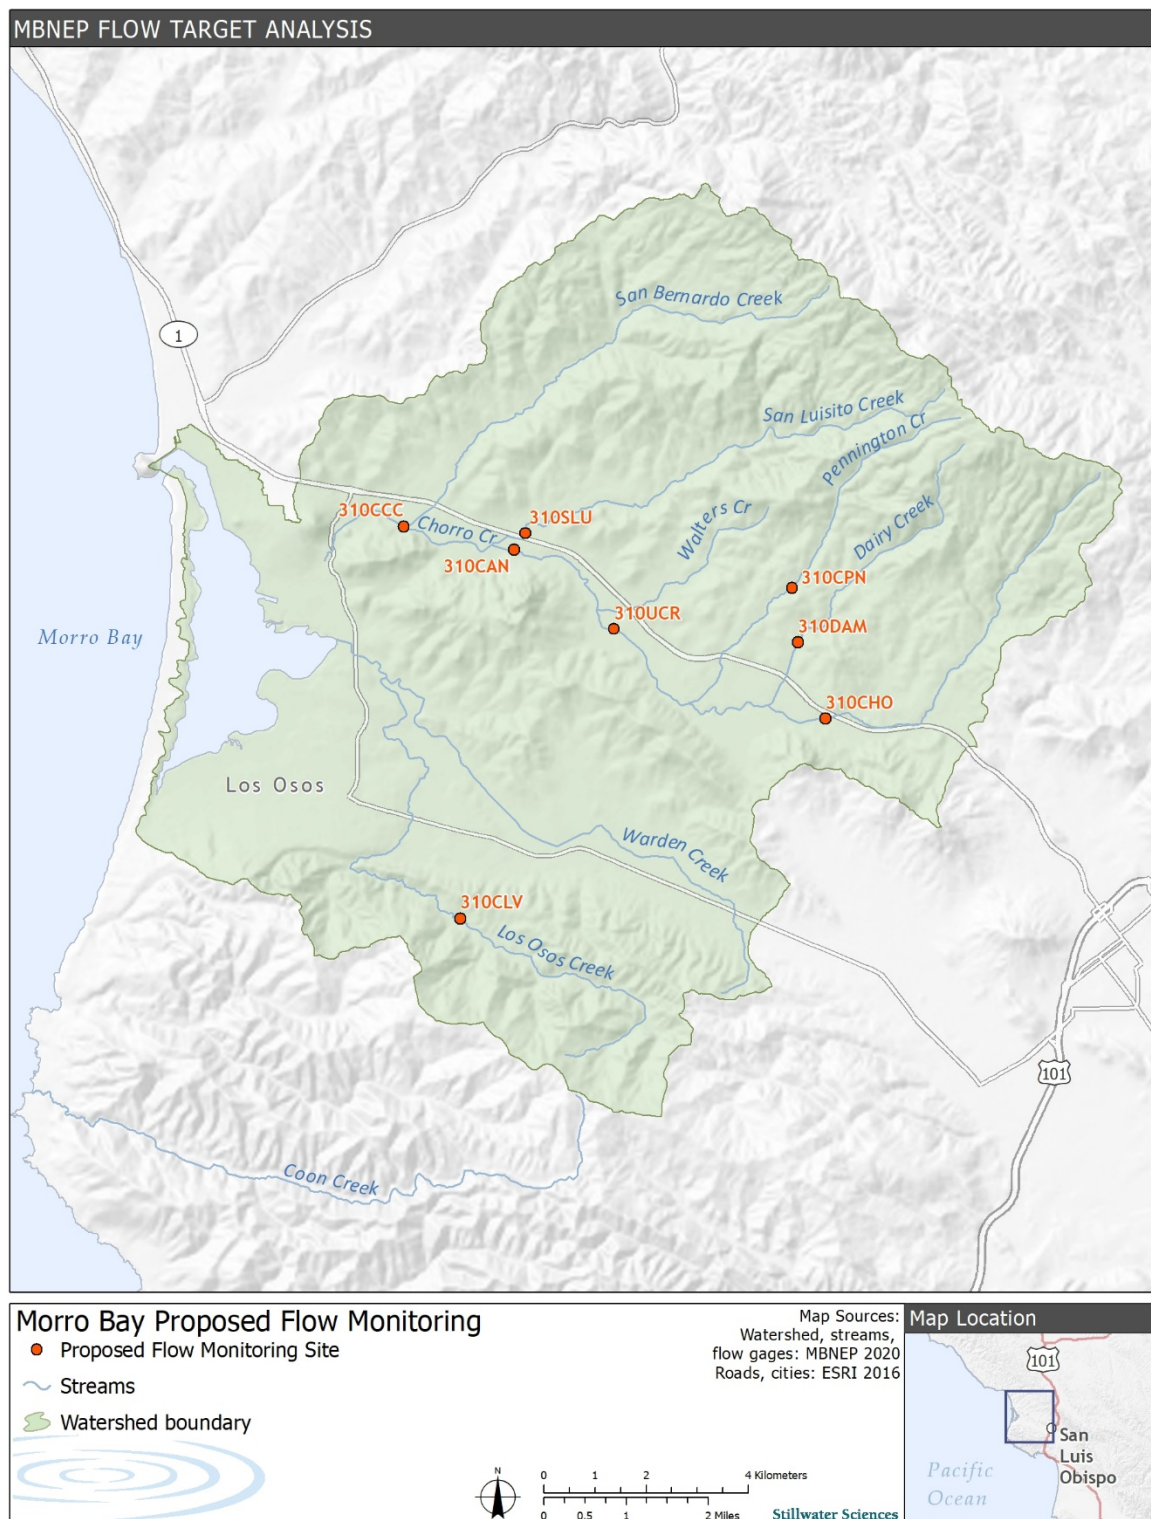 MBNEP FLOW TARGET ANALYSIS
San Bernardo Creek
1
San Luisito Creek
Pennington Cr
310CCC
Chorro Cr
310SLU
Walters Cr
Dairy Creek
310CAN
310CPN
310UCR
310DAM
Morro Bay
310CHO
Los Osos
Warden Creek
310CLV
Los Osos Creek
101
Coon Creek
Morro Bay Proposed Flow Monitoring
Proposed Flow Monitoring Site
Streams
Watershed boundary
Map Sources:
Watershed, streams,
flow gages: MBNEP 2020
Roads, cities: ESRI 2016
N
0 1 2 4 Kilometers
0 0.5 1 2 Miles
Stillwater Sciences
Map Location
101
San
Luis
Obispo
Pacific
Ocean